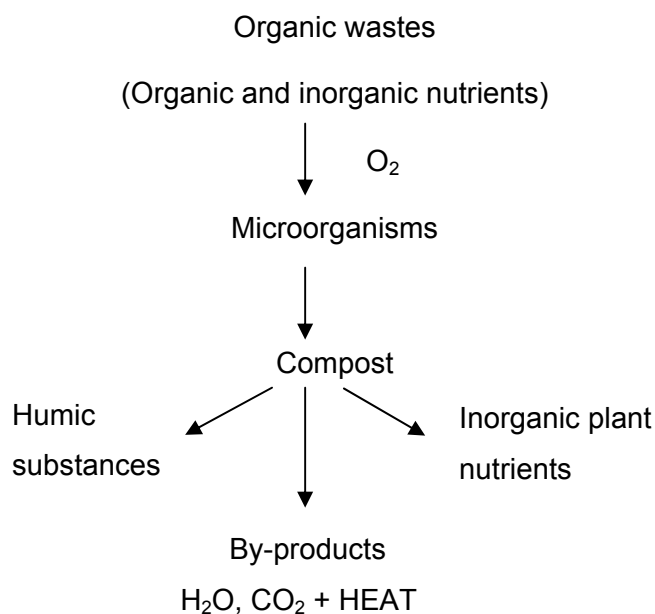 Organic wastes
(Organic and inorganic nutrients)
O₂
Microorganisms
Compost
Humic
substances
Inorganic plant
nutrients
By-products
H₂O, CO₂ + HEAT